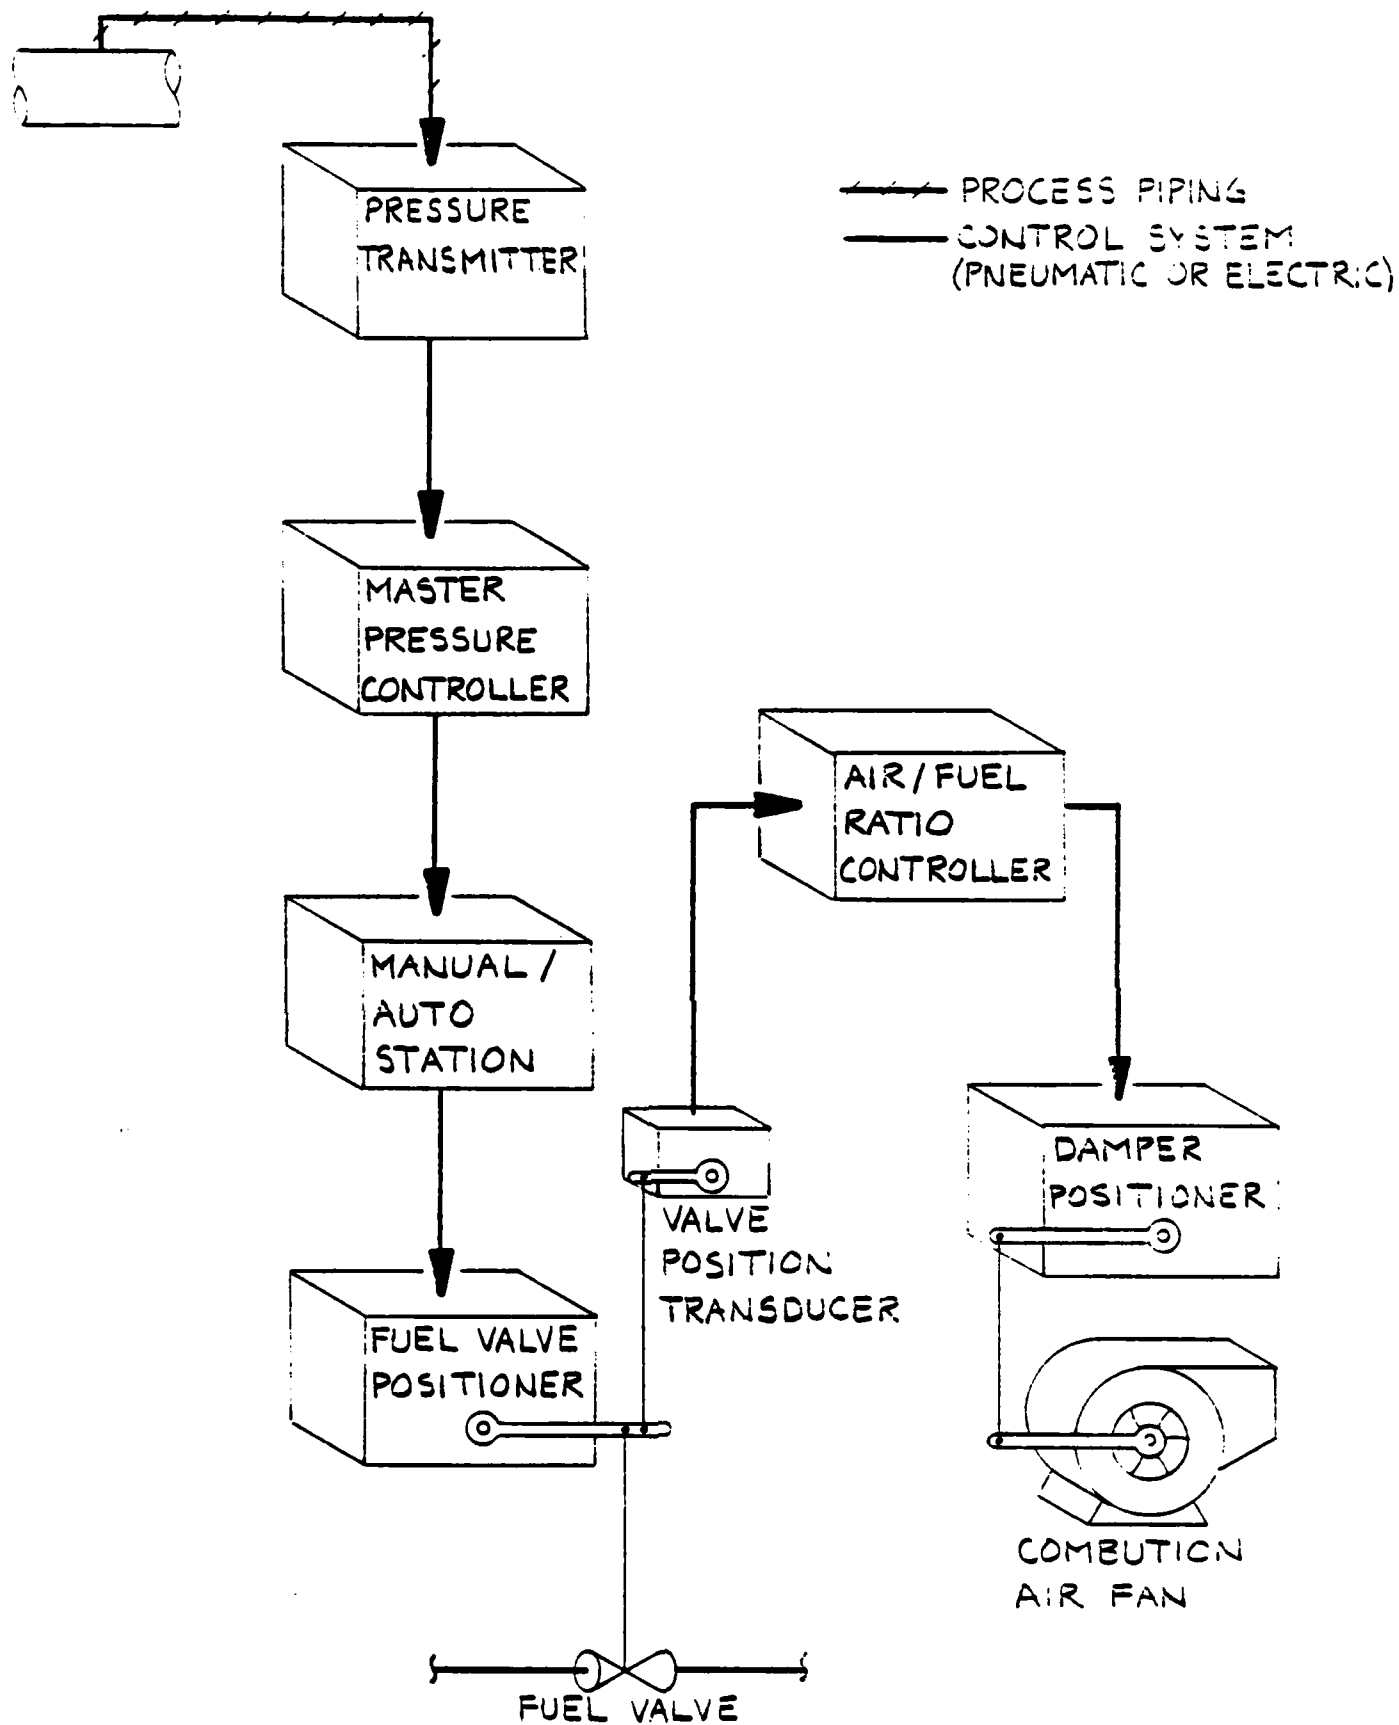 PRESSURE
TRANSMITTER
PROCESS PIPING
CONTROL SYSTEM
(PNEUMATIC OR ELECTRIC)
MASTER
PRESSURE
CONTROLLER
AIR/FUEL
RATIO
CONTROLLER
MANUAL/
AUTO
STATION
VALVE
POSITION
TRANSDUCER
DAMPER
POSITIONER
FUEL VALVE
POSITIONER
COMBUTION
AIR FAN
FUEL VALVE